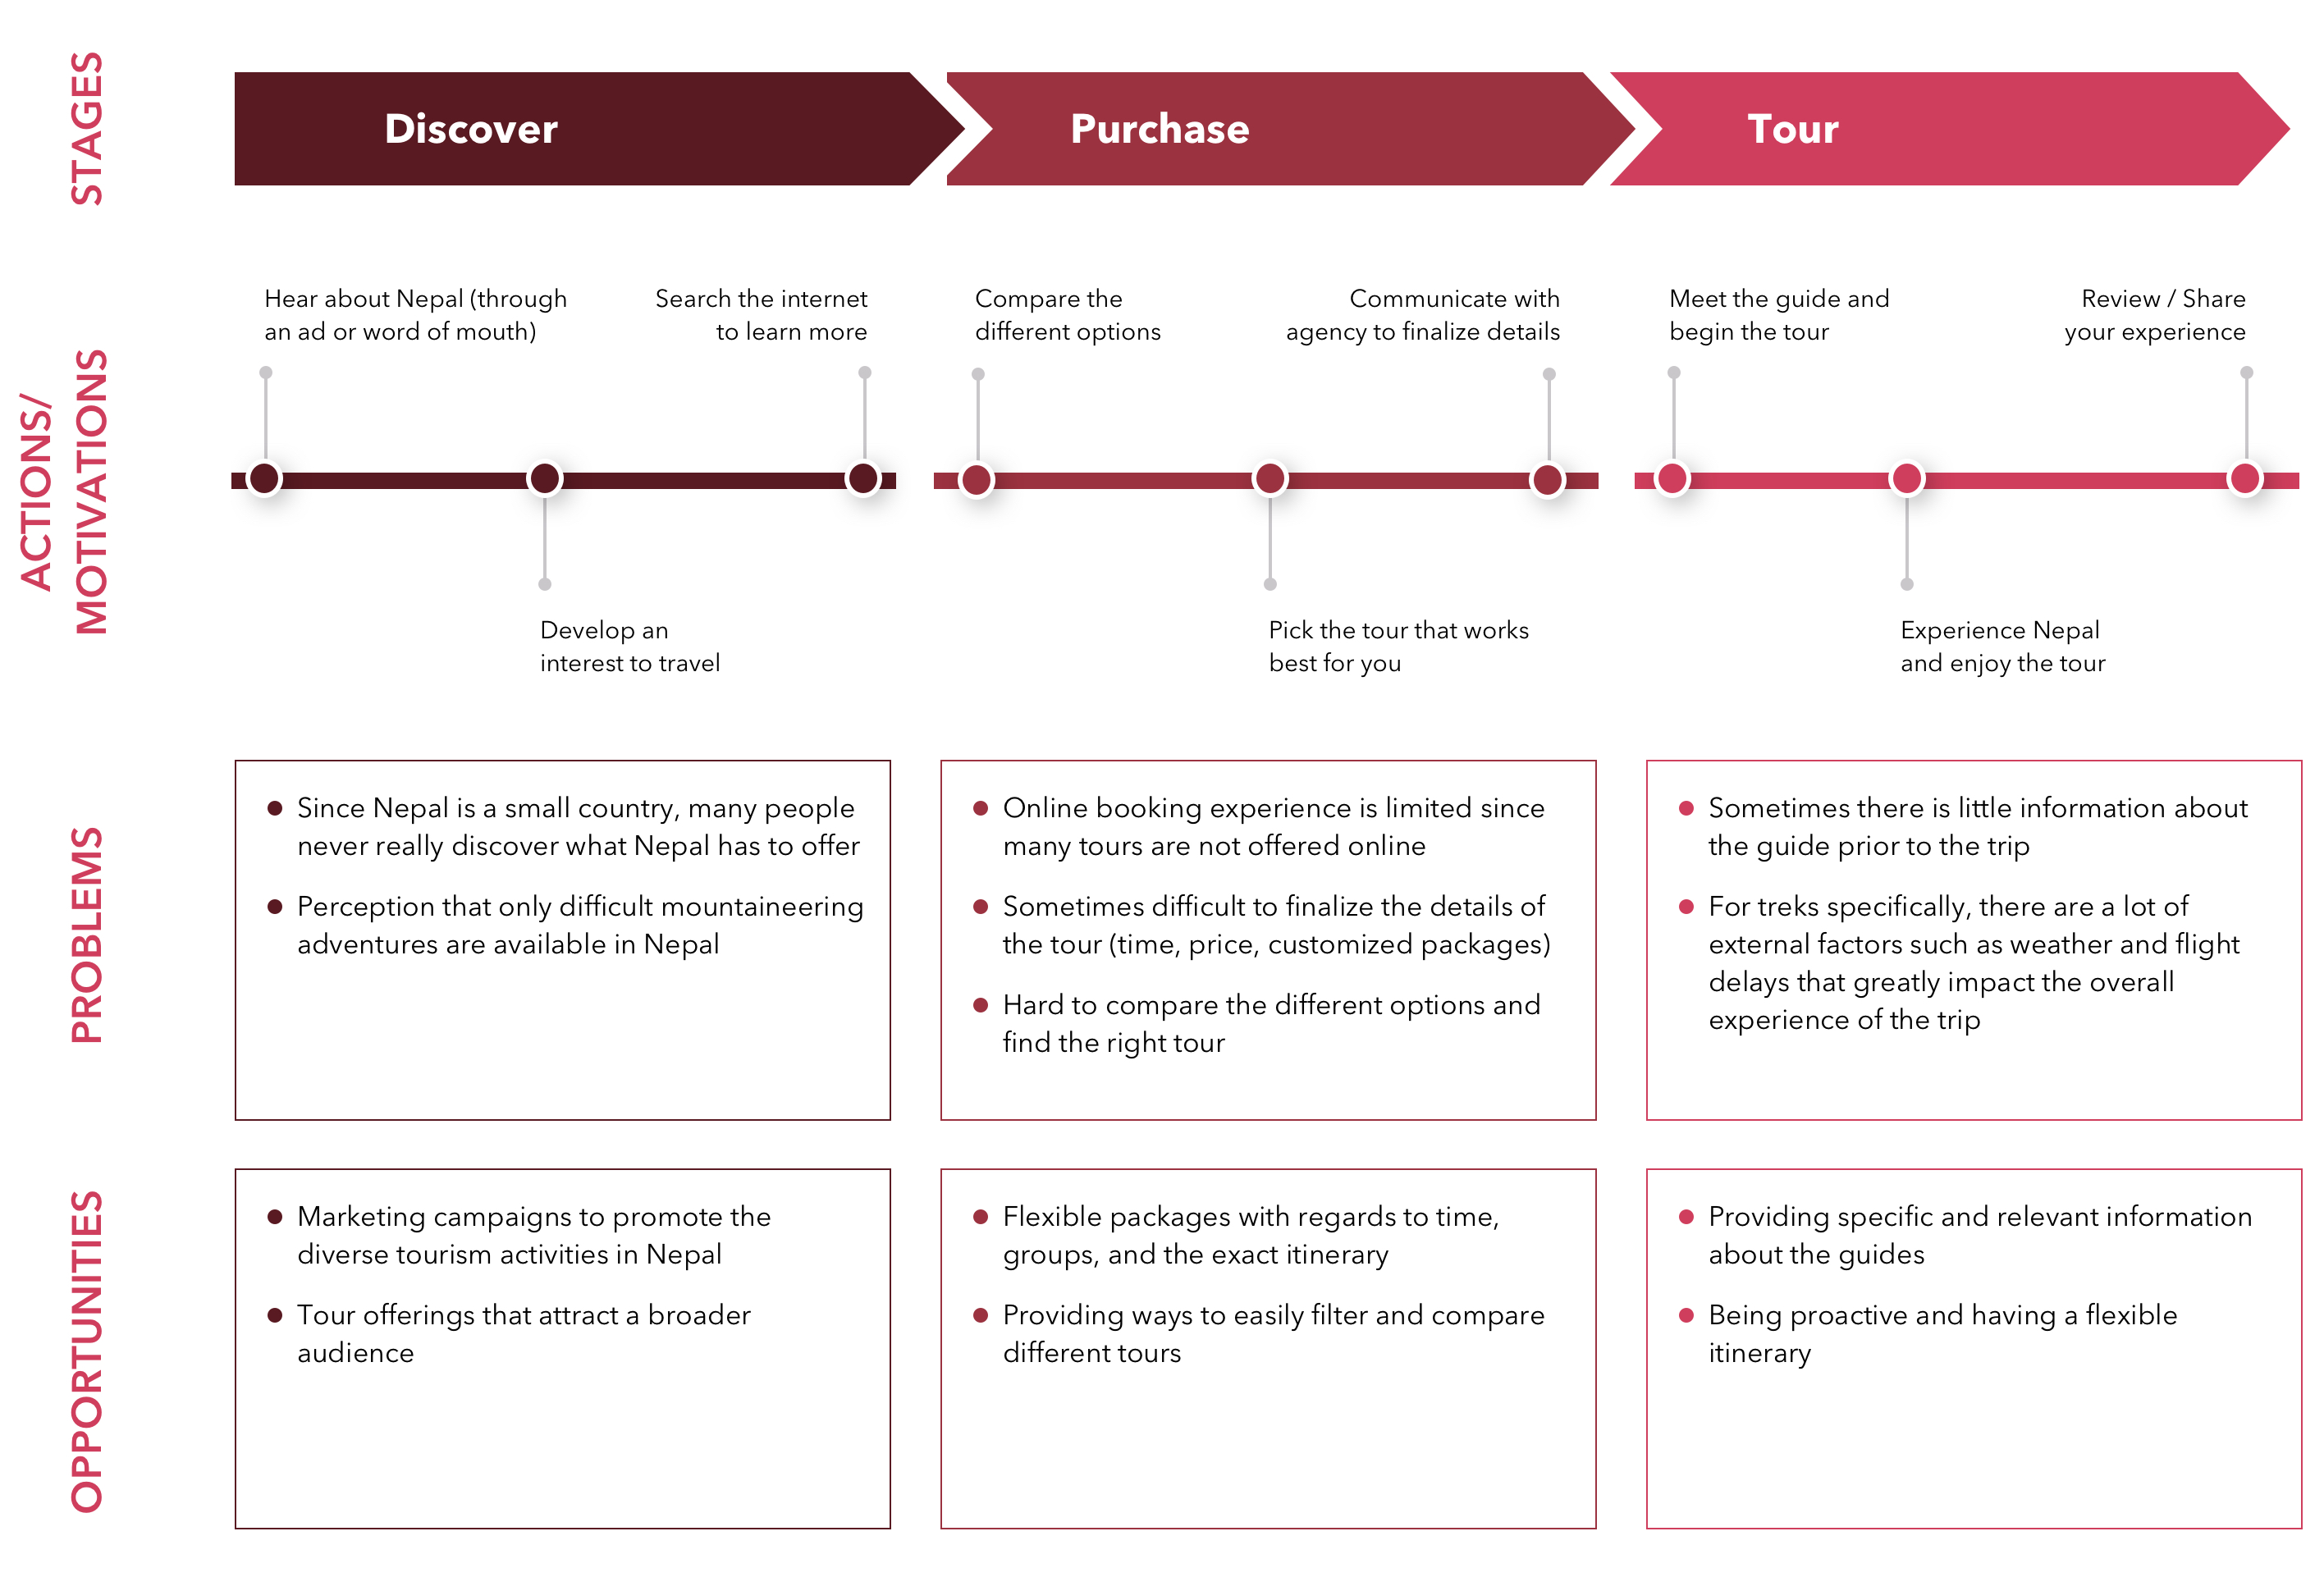 STAGES
Discover
Purchase
Tour
ACTIONS/
MOTIVATIONS
Hear about Nepal (through
an ad or word of mouth)
Develop an
interest to travel
Search the internet
to learn more
Compare the
different options
Pick the tour that works
best for you
Communicate with
agency to finalize details
Meet the guide and
begin the tour
Experience Nepal
and enjoy the tour
Review / Share
your experience
PROBLEMS
Since Nepal is a small country, many people
never really discover what Nepal has to offer
Perception that only difficult mountaineering
adventures are available in Nepal
Online booking experience is limited since
many tours are not offered online
Sometimes difficult to finalize the details of
the tour (time, price, customized packages)
Hard to compare the different options and
find the right tour
Sometimes there is little information about
the guide prior to the trip
For treks specifically, there are a lot of
external factors such as weather and flight
delays that greatly impact the overall
experience of the trip
OPPORTUNITIES
Marketing campaigns to promote the
diverse tourism activities in Nepal
Tour offerings that attract a broader
audience
Flexible packages with regards to time,
groups, and the exact itinerary
Providing ways to easily filter and compare
different tours
Providing specific and relevant information
about the guides
Being proactive and having a flexible
itinerary